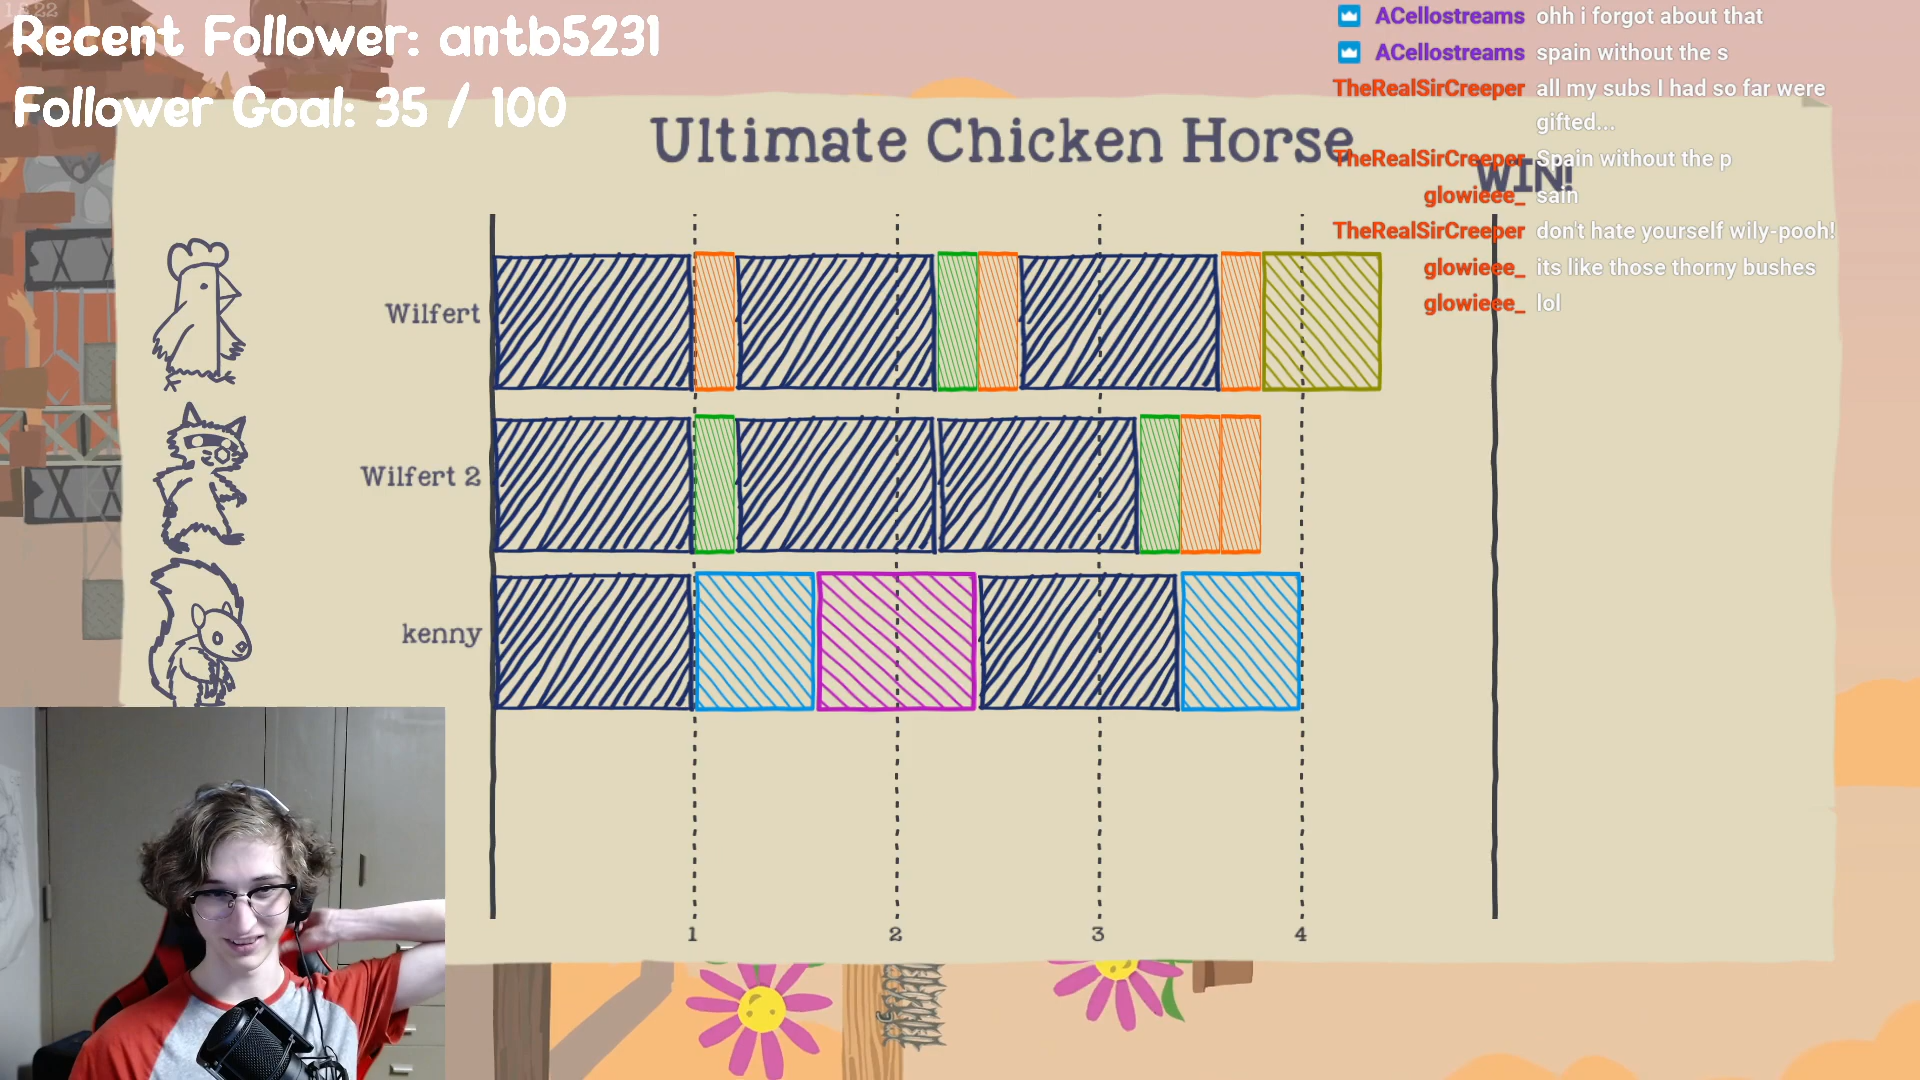 1.8.22
Recent Follower: antb5231
Follower Goal: 35 / 100
ACellostreams ohh i forgot about that
ACellostreams spain without the s
TheRealSirCreeper all my subs I had so far were
gifted...
TheRealSirCreeper Spain without the p
glowieee_ sain
TheRealSirCreeper don't hate yourself wily-pooh!
glowieee_ its like those thorny bushes
glowieee_ lol
Ultimate Chicken Horse
WIN!
Wilfert
Wilfert 2
kenny
1 2 3 4